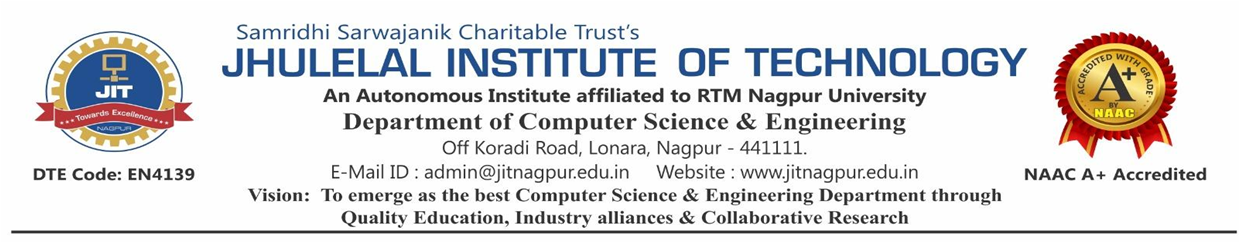 Samridhi Sarwajanik Charitable Trust's
JHULELAL INSTITUTE OF TECHNOLOGY
An Autonomous Institute affiliated to RTM Nagpur University
Department of Computer Science & Engineering
Off Koradi Road, Lonara, Nagpur - 441111.
E-Mail ID : admin@jitnagpur.edu.in Website : www.jitnagpur.edu.in
Vision: To emerge as the best Computer Science & Engineering Department through
Quality Education, Industry alliances & Collaborative Research
JIT
Towards Excellence
NAGPUR
DTE Code: EN4139
ACCREDITED WITH GRADE
A+
BY
NAAC
NAAC A+ Accredited